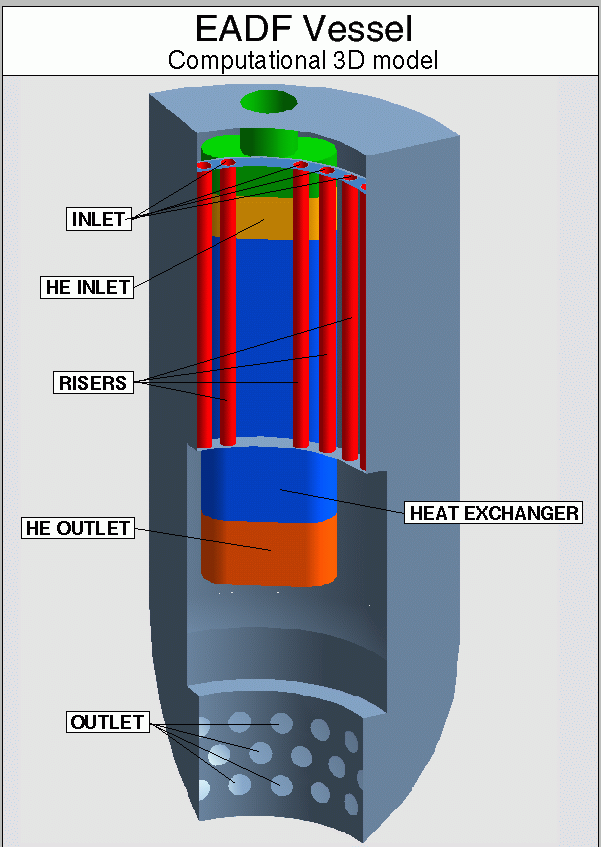 EADF Vessel
Computational 3D model
INLET
HE INLET
RISERS
HEAT EXCHANGER
HE OUTLET
OUTLET